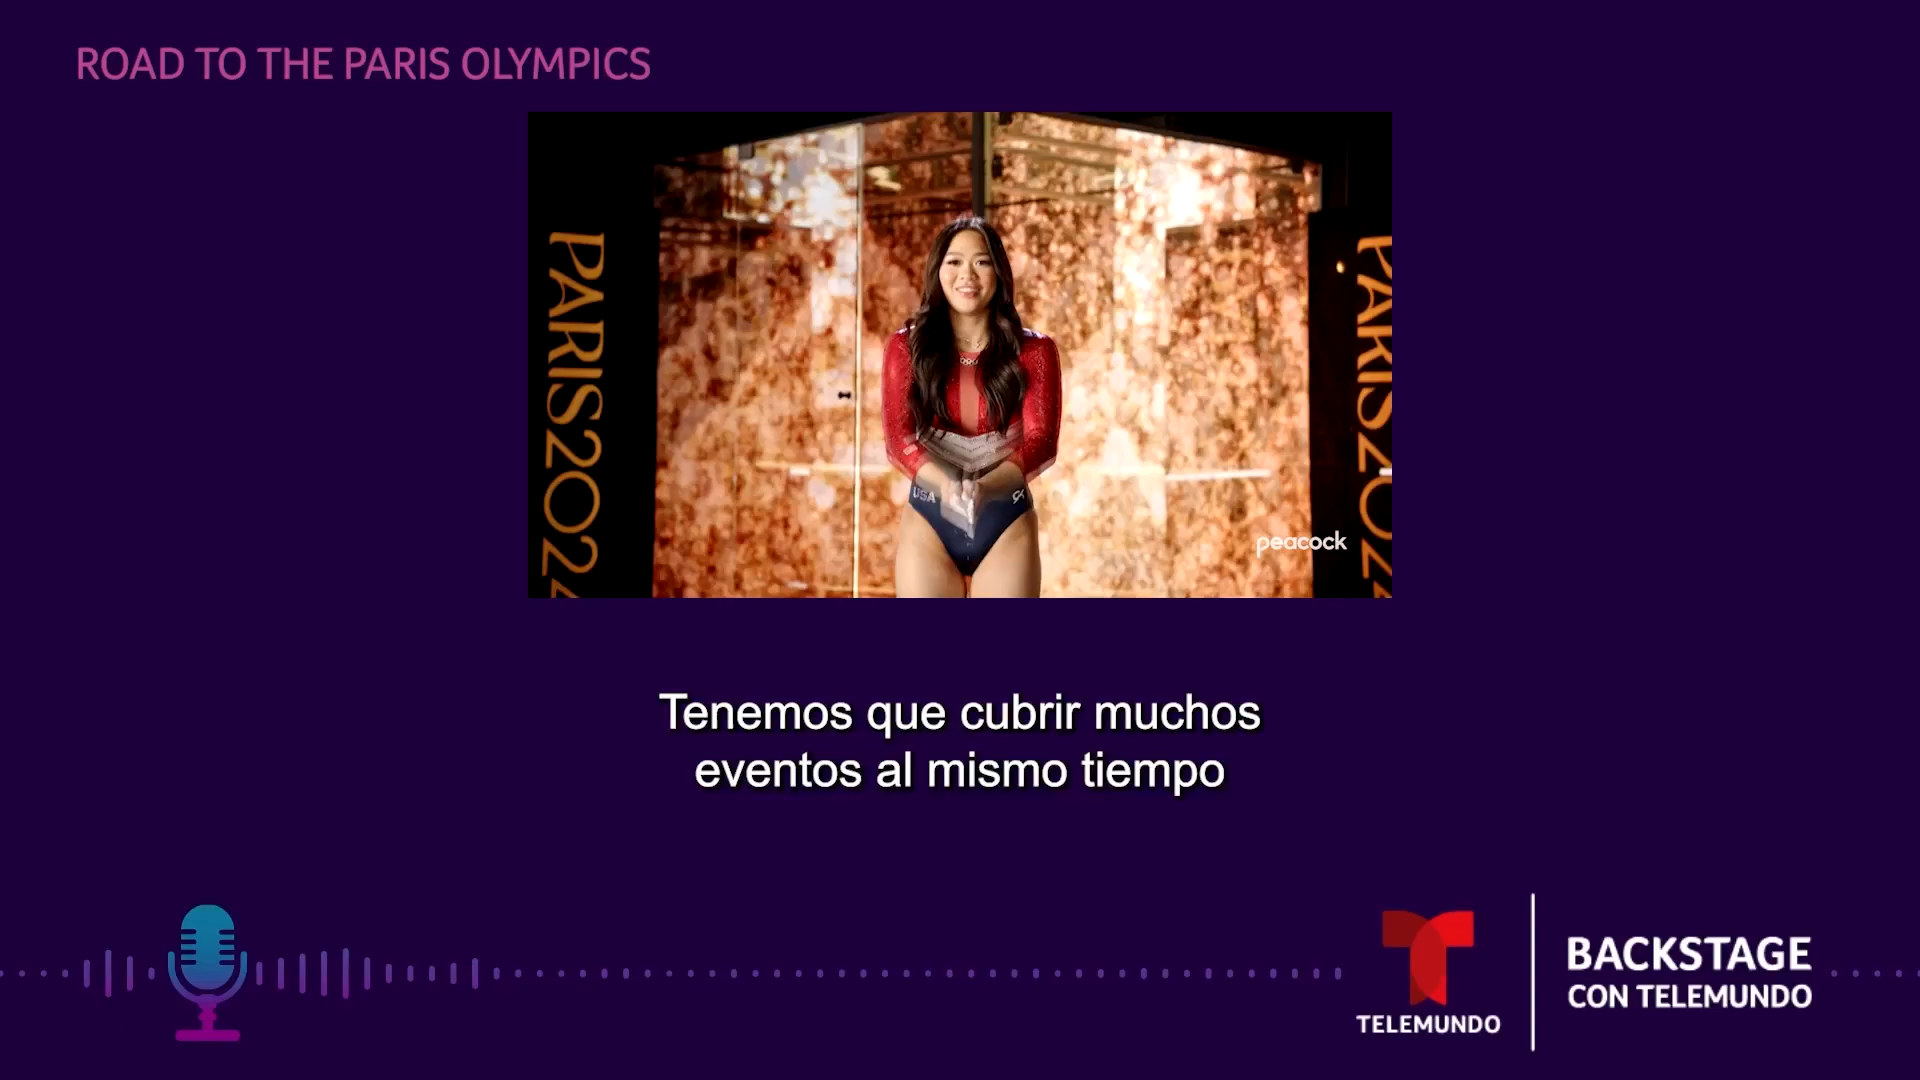 ROAD TO THE PARIS OLYMPICS
PARIS2024
PARIS2024
USA
GK
peacock
Tenemos que cubrir muchos
eventos al mismo tiempo
TELEMUNDO
BACKSTAGE
CON TELEMUNDO